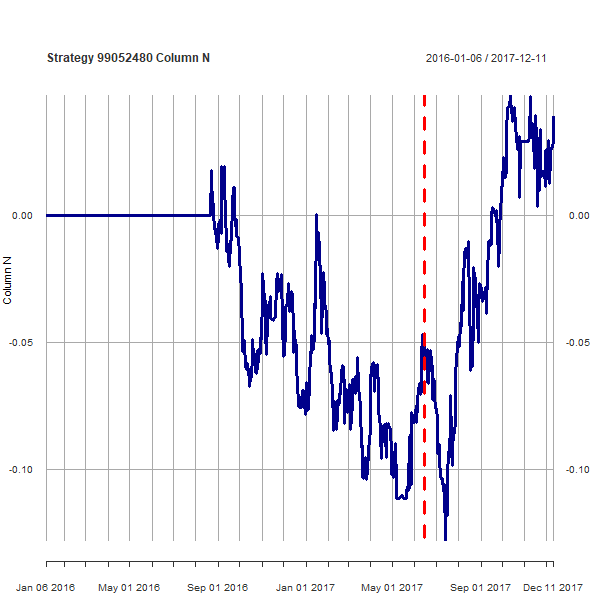 Strategy 99052480 Column N
2016-01-06 / 2017-12-11
0.00
0.00
Column N
-0.05
-0.05
-0.10
-0.10
Jan 06 2016
May 01 2016
Sep 01 2016
Jan 01 2017
May 01 2017
Sep 01 2017
Dec 11 2017